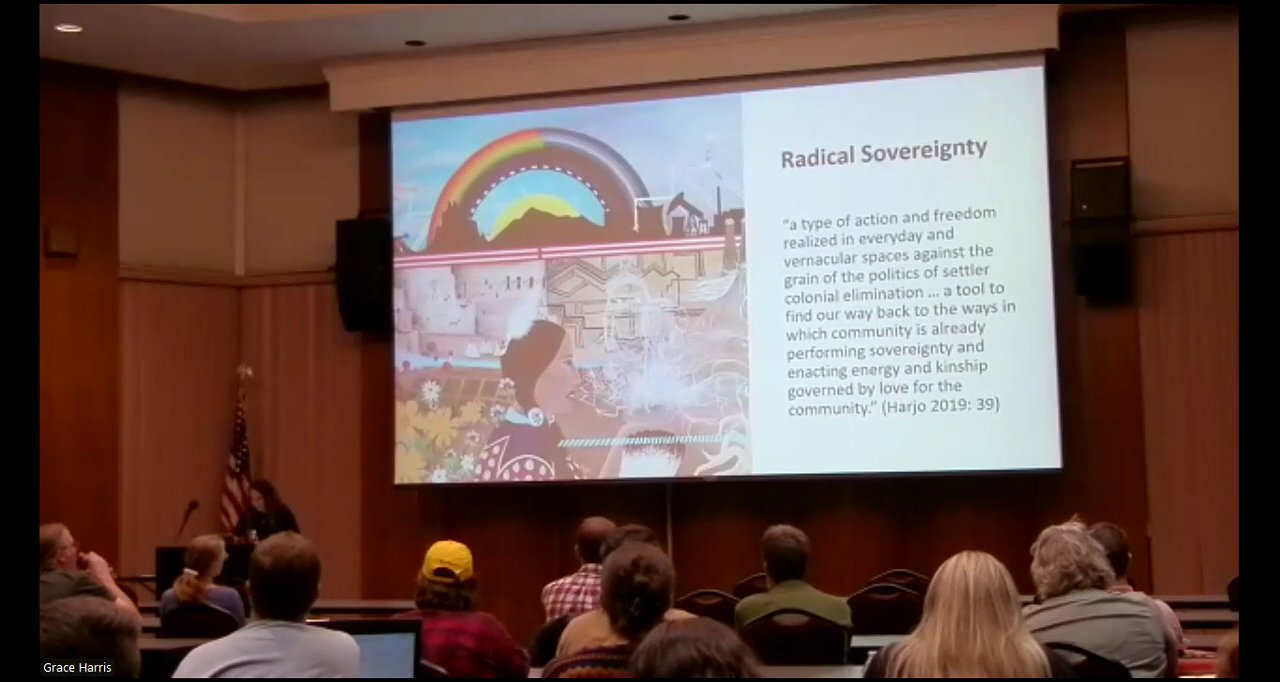 Radical Sovereignty
“a type of action and freedom
realized in everyday and
vernacular spaces against the
grain of the politics of settler
colonial elimination ... a tool to
find our way back to the ways in
which community is already
performing sovereignty and
enacting energy and kinship
governed by love for the
community.” (Harjo 2019: 39)
Grace Harris